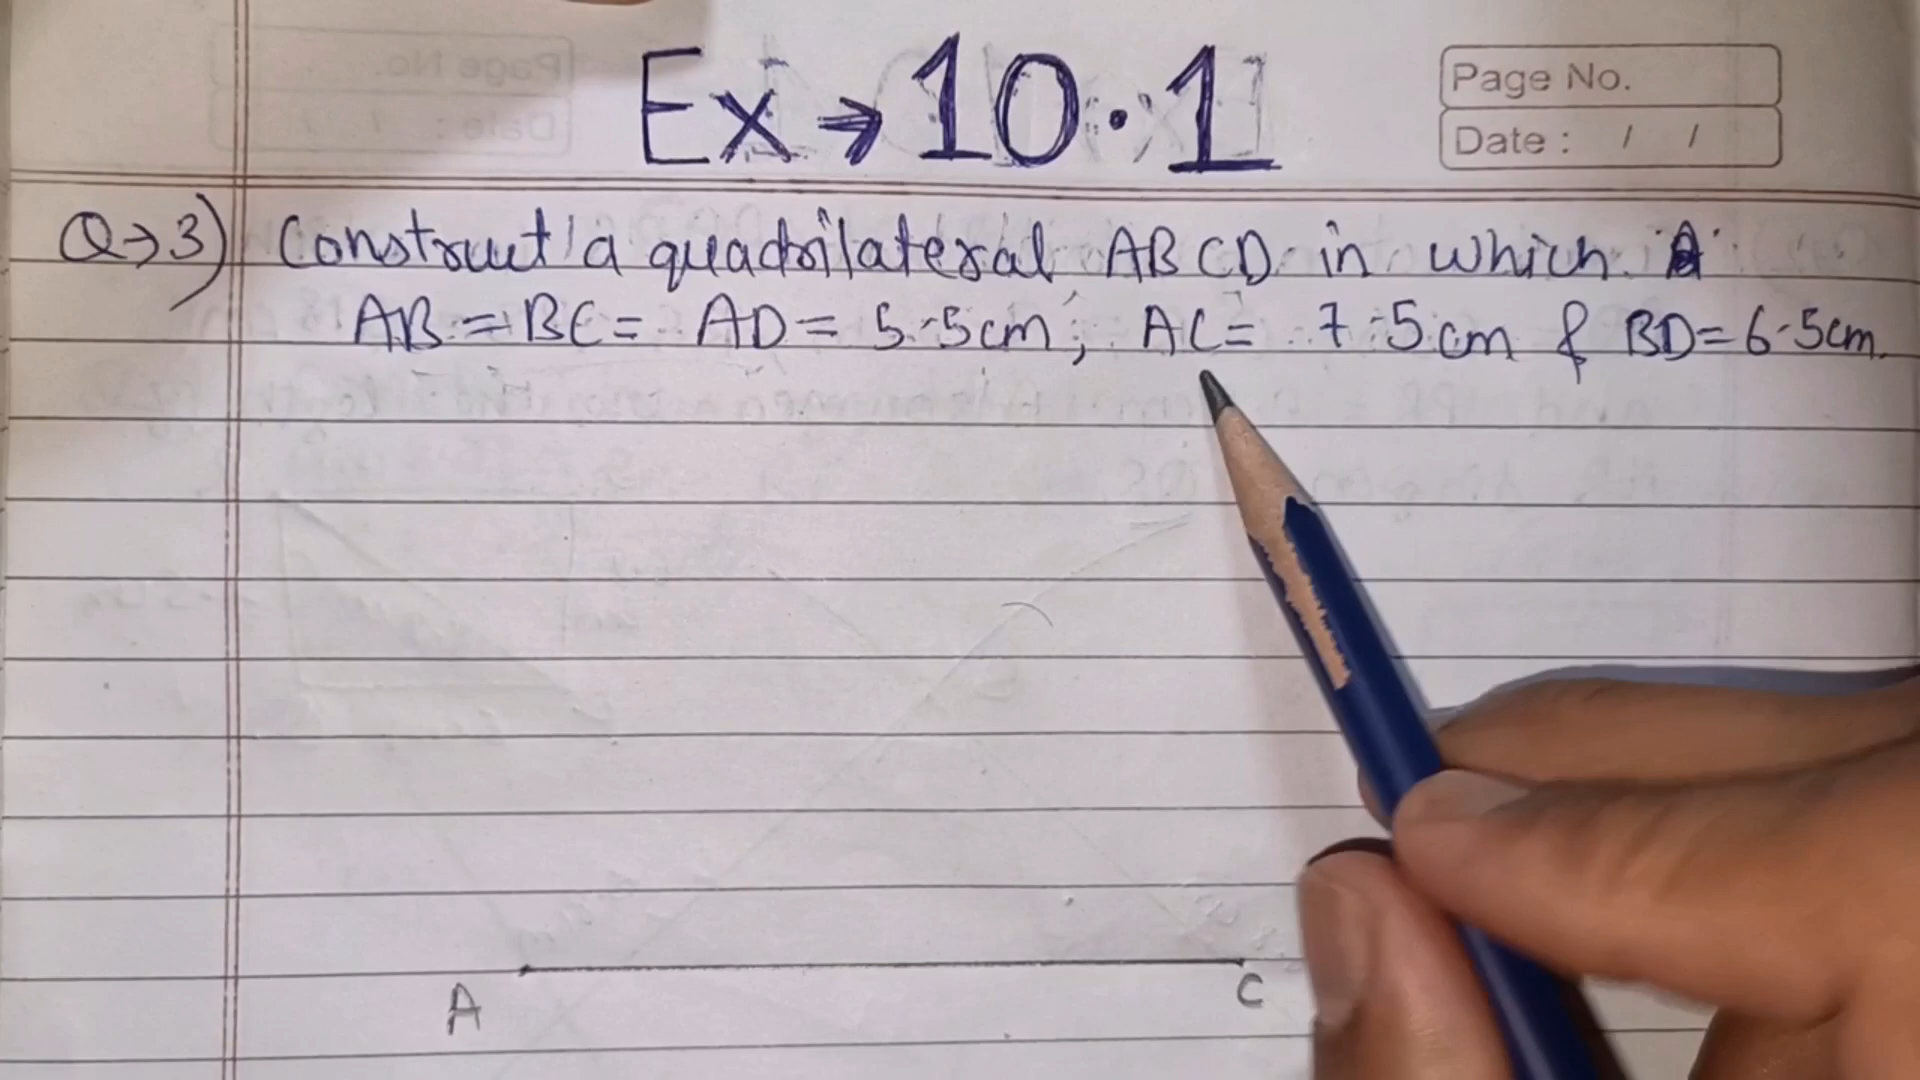 Ex → 10.1
Page No.
Date : / /
Q→3) Construct a quadrilateral ABCD in which
AB = BC = AD = 5.5cm; AC = 7.5cm & BD = 6.5cm.
A C